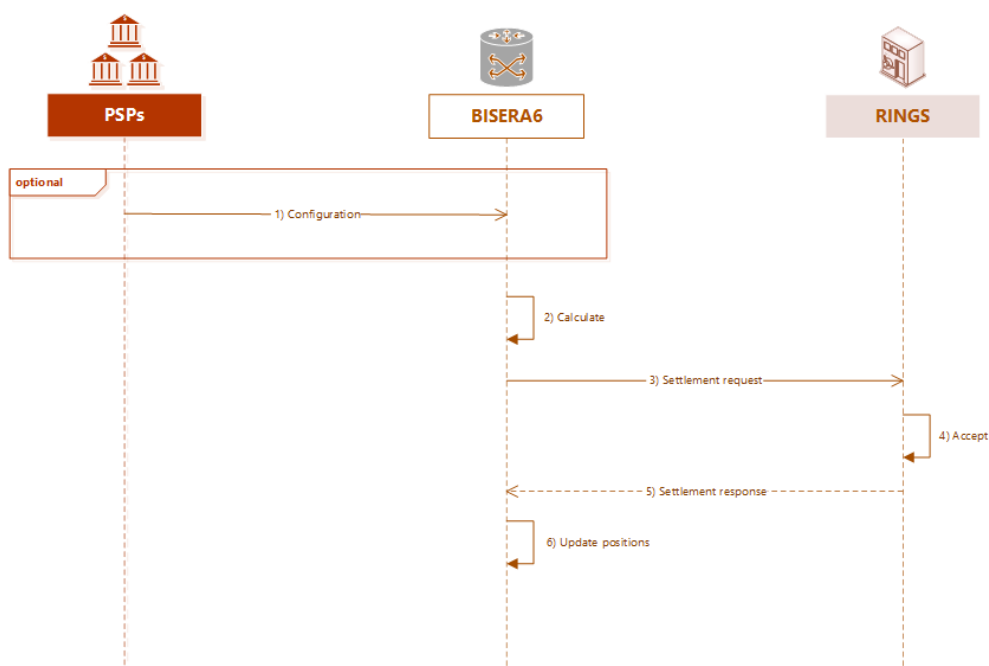 PSPs
BISERA6
RINGS
optional
1) Configuration
2) Calculate
3) Settlement request
4) Accept
5) Settlement response
6) Update positions